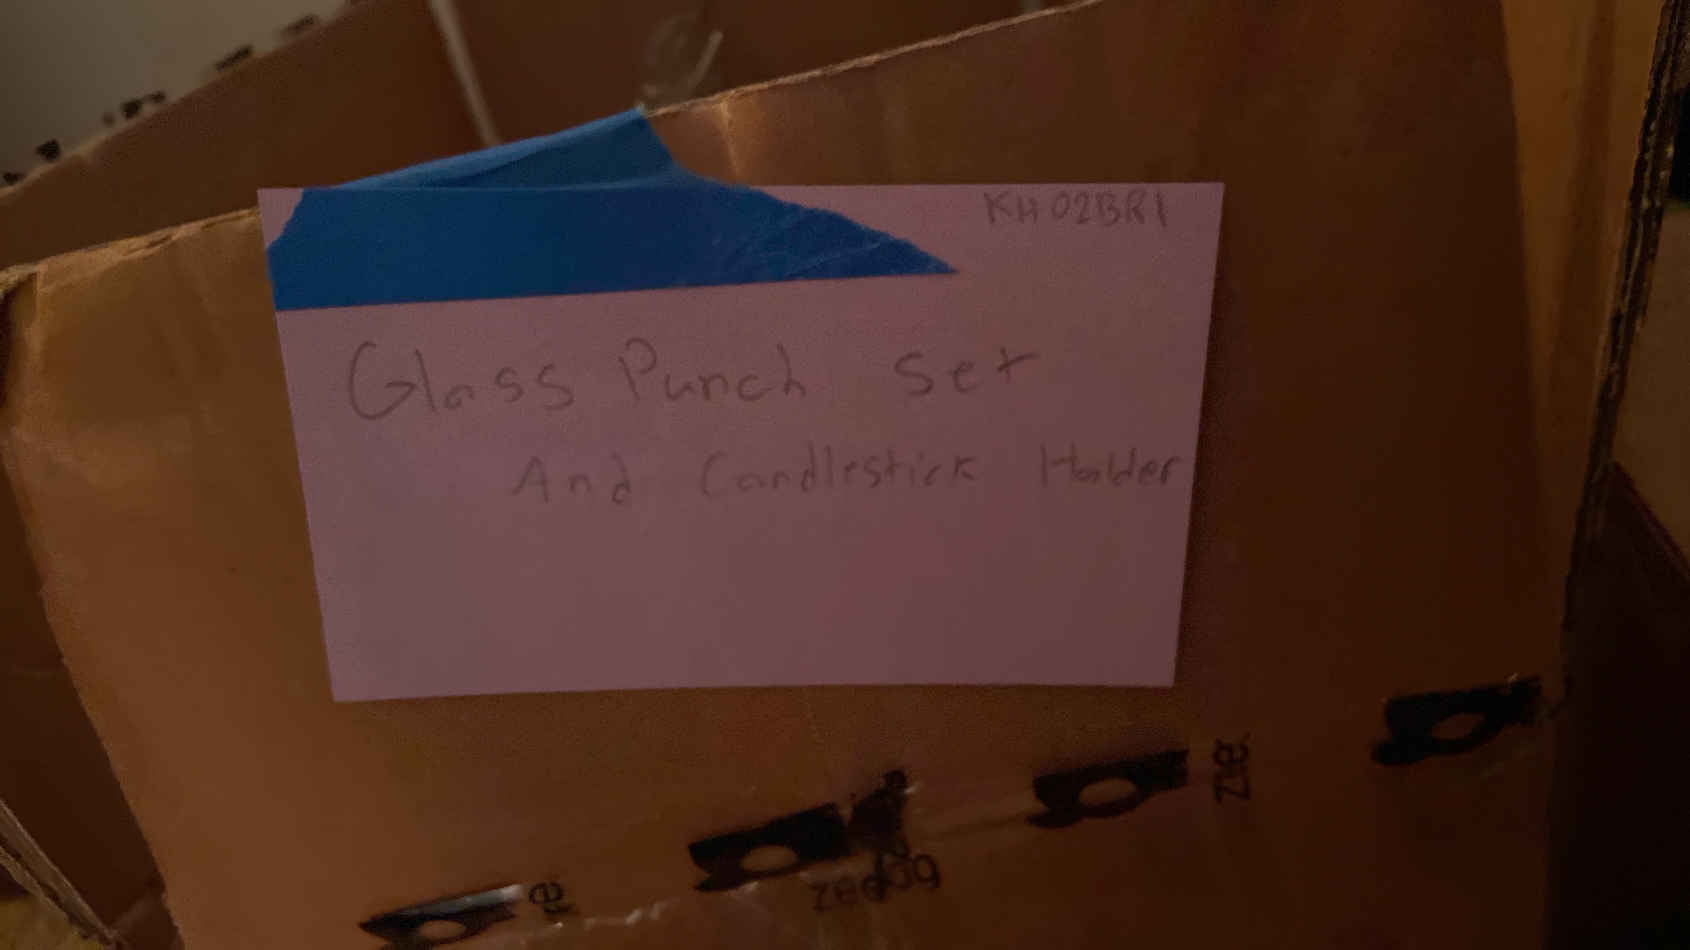 KH02BR1
Glass Punch Set
And Candlestick Holder